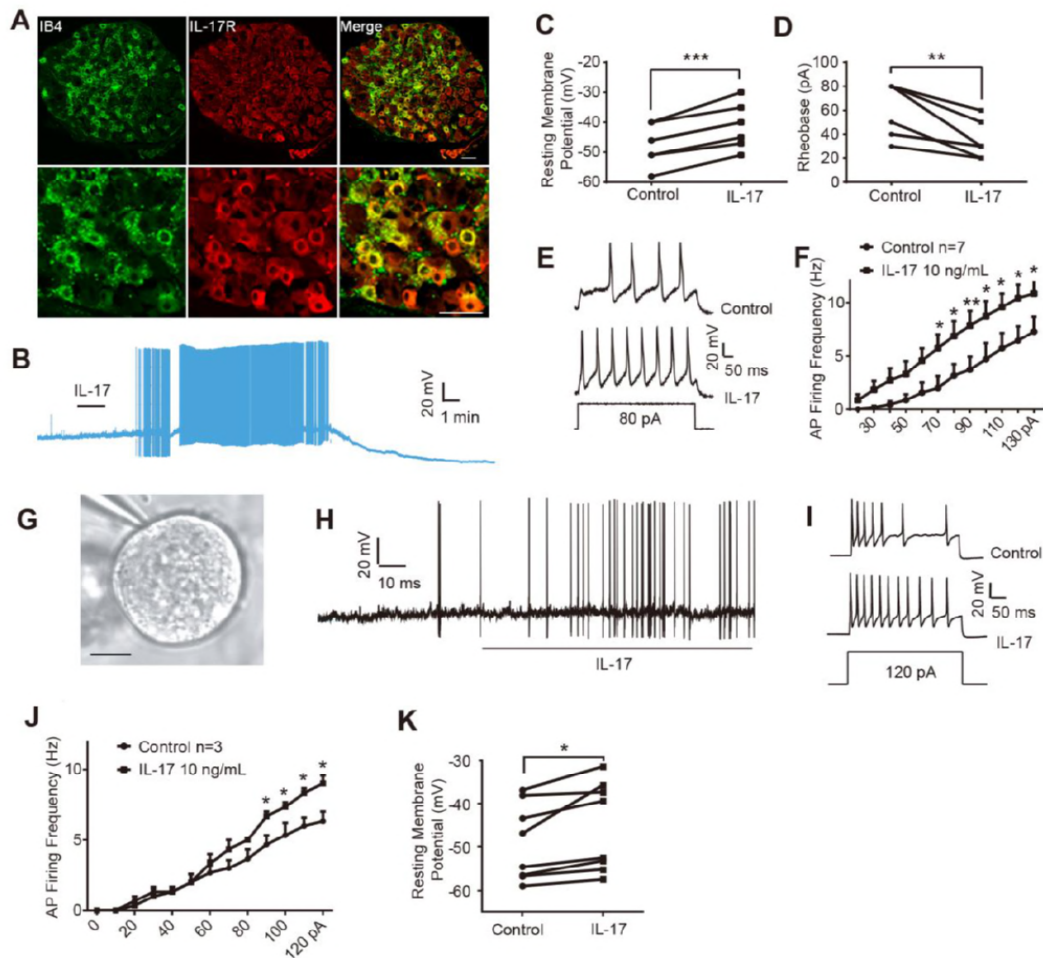 A
IB4
IL-17R
Merge
B
IL-17
20 mV
1 min
C
***
Resting Membrane
Potential (mV)
-20
-30
-40
-50
-60
Control
IL-17
D
**
Rheobase (pA)
100
80
60
40
20
0
Control
IL-17
E
Control
20 mV
50 ms
IL-17
80 pA
F
Control n=7
IL-17 10 ng/mL
AP Firing Frequency (Hz)
10
5
0
* * ** * * * *
30 50 70 90 110 130 pA
G
H
20 mV
10 ms
IL-17
I
Control
20 mV
50 ms
IL-17
120 pA
J
Control n=3
IL-17 10 ng/mL
AP Firing Frequency (Hz)
10
5
0
* * * *
0 20 40 60 80 100 120 pA
K
*
Resting Membrane
Potential (mV)
-30
-40
-50
-60
Control
IL-17